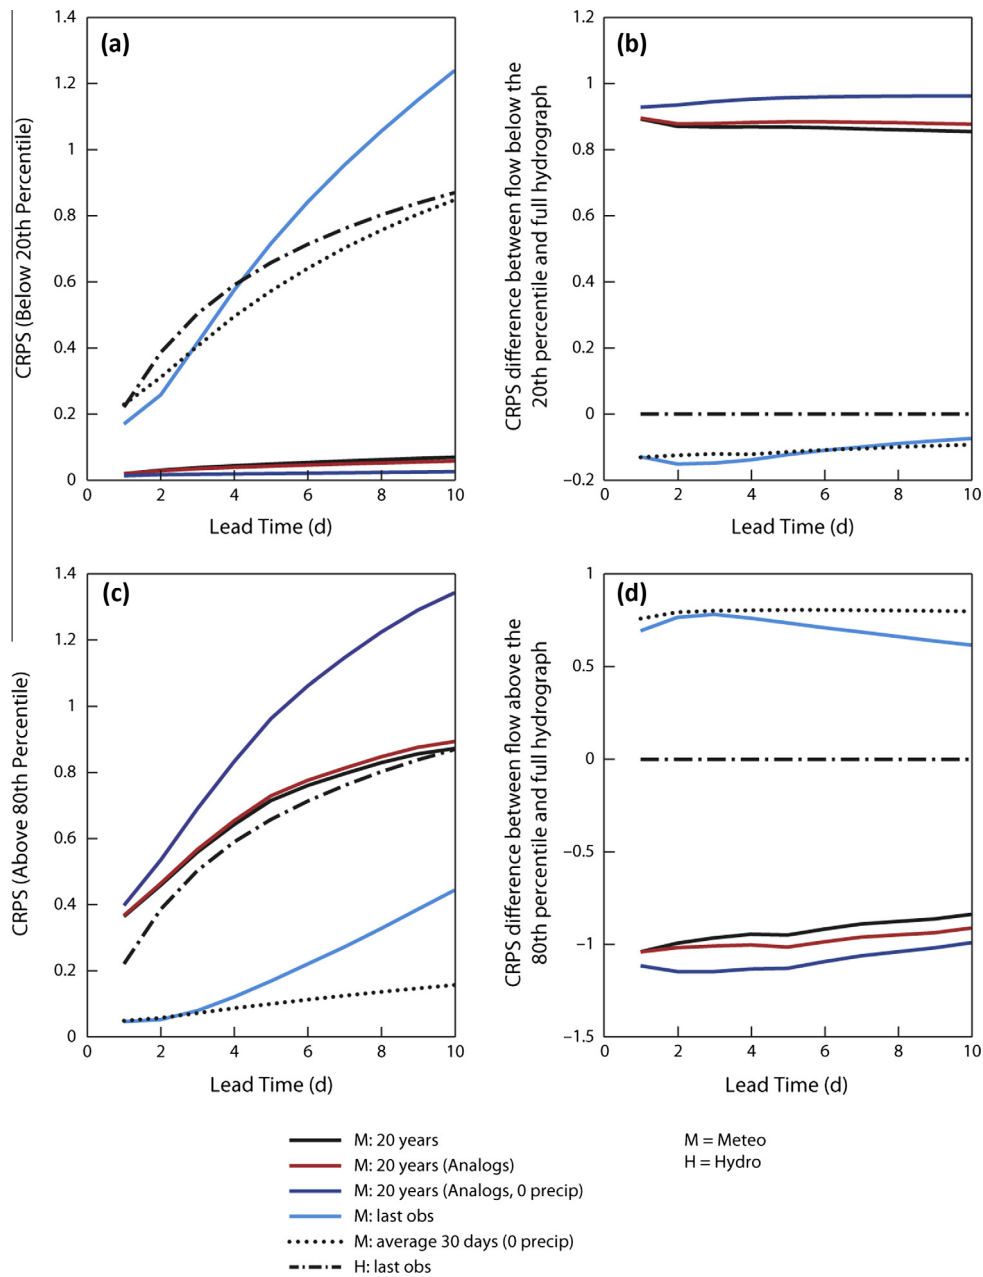 (a)
CRPS (Below 20th Percentile)
1.4
1.2
1
0.8
0.6
0.4
0.2
0
0
2
4
6
8
10
Lead Time (d)
(b)
CRPS difference between flow below the
20th percentile and full hydrograph
1
0.8
0.6
0.4
0.2
0
−0.2
0
2
4
6
8
10
Lead Time (d)
(c)
CRPS (Above 80th Percentile)
1.4
1.2
1
0.8
0.6
0.4
0.2
0
0
2
4
6
8
10
Lead Time (d)
(d)
CRPS difference between flow above the
80th percentile and full hydrograph
1
0.5
0
−0.5
−1
−1.5
0
2
4
6
8
10
Lead Time (d)
M: 20 years
M: 20 years (Analogs)
M: 20 years (Analogs, 0 precip)
M: last obs
M: average 30 days (0 precip)
H: last obs
M = Meteo
H = Hydro